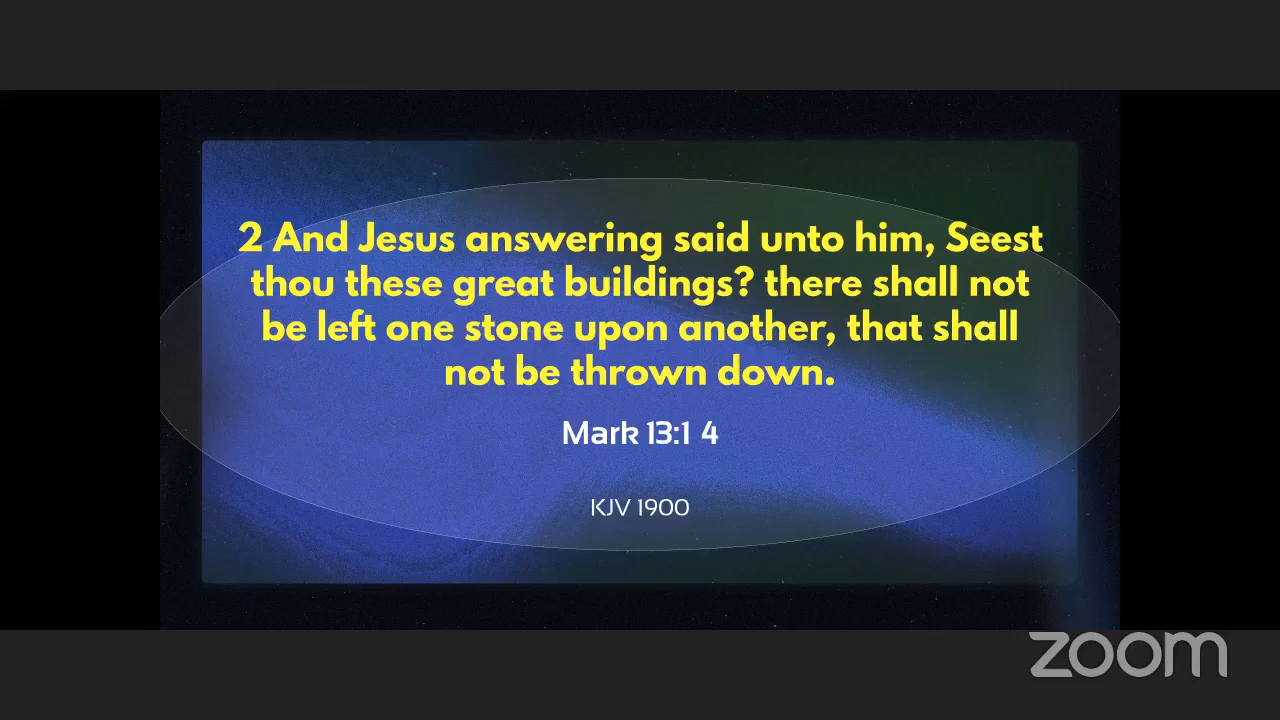 2 And Jesus answering said unto him, Seest
thou these great buildings? there shall not
be left one stone upon another, that shall
not be thrown down.
Mark 13:1 4
KJV 1900
zoom